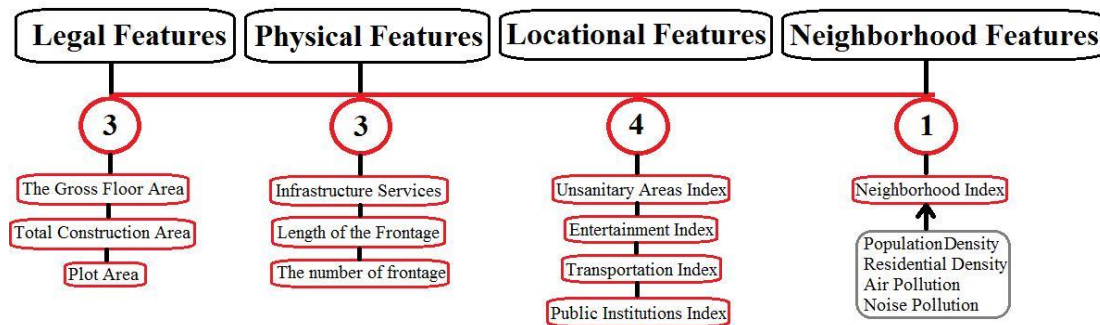 Legal Features
Physical Features
Locational Features
Neighborhood Features
3
3
4
1
The Gross Floor Area
Total Construction Area
Plot Area
Infrastructure Services
Length of the Frontage
The number of frontage
Unsanitary Areas Index
Entertainment Index
Transportation Index
Public Institutions Index
Neighborhood Index
Population Density
Residential Density
Air Pollution
Noise Pollution